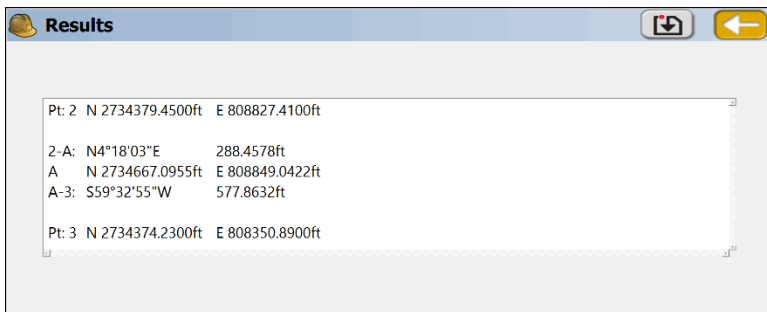 Results
Pt: 2 N 2734379.4500ft E 808827.4100ft
2-A: N4°18'03"E 288.4578ft
A N 2734667.0955ft E 808849.0422ft
A-3: S59°32'55"W 577.8632ft
Pt: 3 N 2734374.2300ft E 808350.8900ft